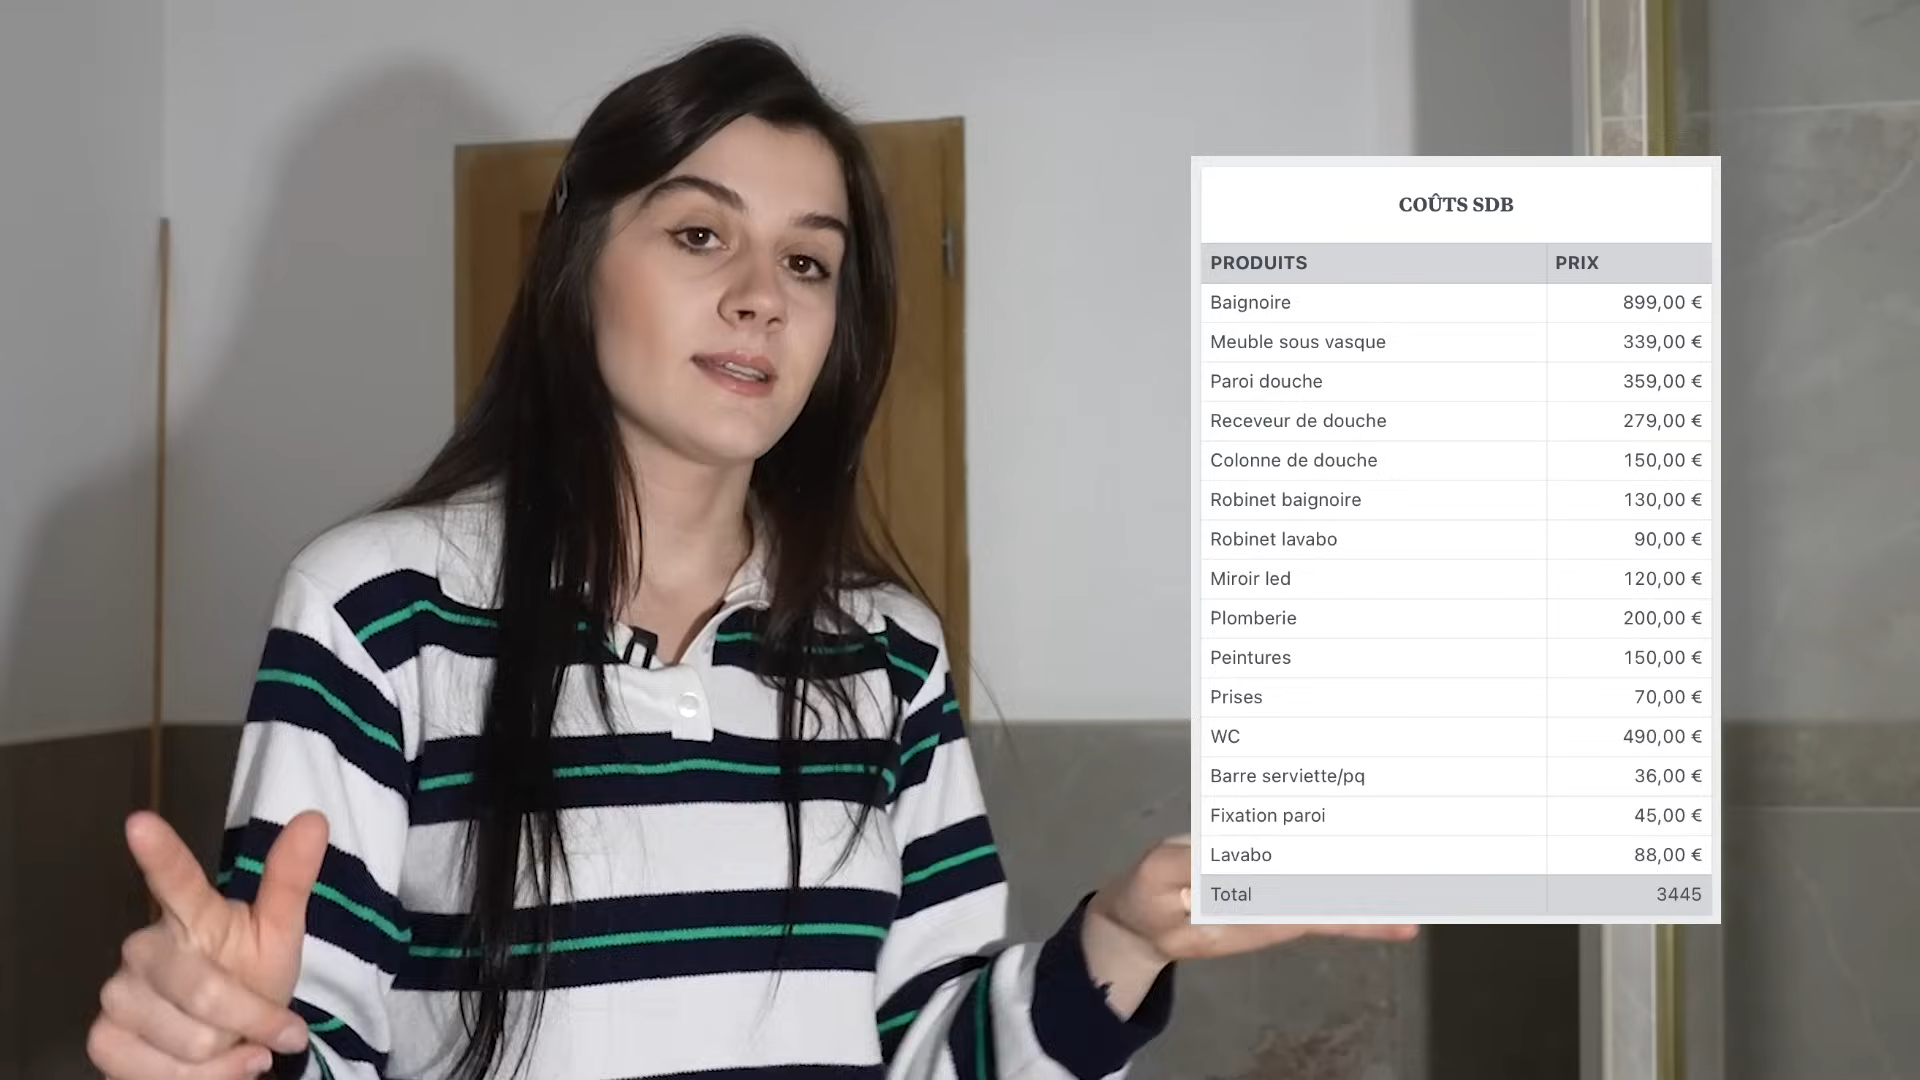 COÛTS SDB
PRODUITS PRIX
Baignoire 899,00 €
Meuble sous vasque 339,00 €
Paroi douche 359,00 €
Receveur de douche 279,00 €
Colonne de douche 150,00 €
Robinet baignoire 130,00 €
Robinet lavabo 90,00 €
Miroir led 120,00 €
Plomberie 200,00 €
Peintures 150,00 €
Prises 70,00 €
WC 490,00 €
Barre serviette/pq 36,00 €
Fixation paroi 45,00 €
Lavabo 88,00 €
Total 3445